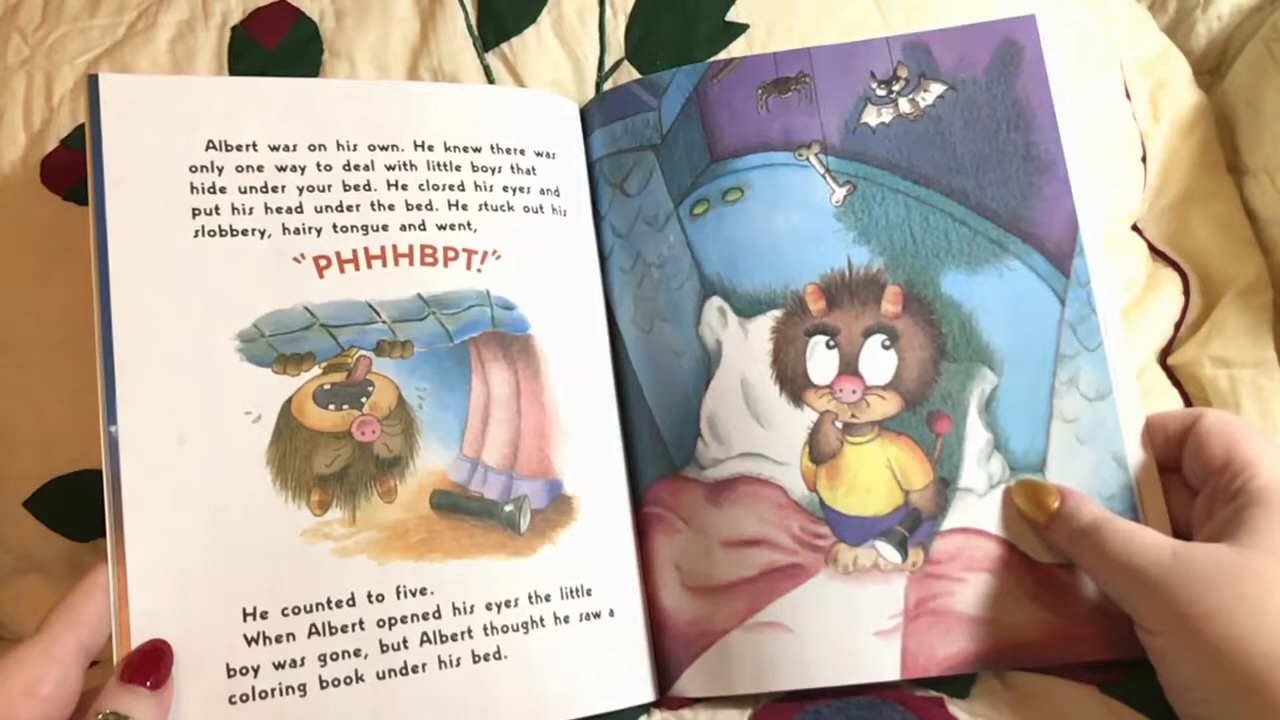 Albert was on his own. He knew there was
only one way to deal with little boys that
hide under your bed. He closed his eyes and
put his head under the bed. He stuck out his
slobbery, hairy tongue and went,
"PHHHBPT!"
He counted to five.
When Albert opened his eyes the little
boy was gone, but Albert thought he saw a
coloring book under his bed.